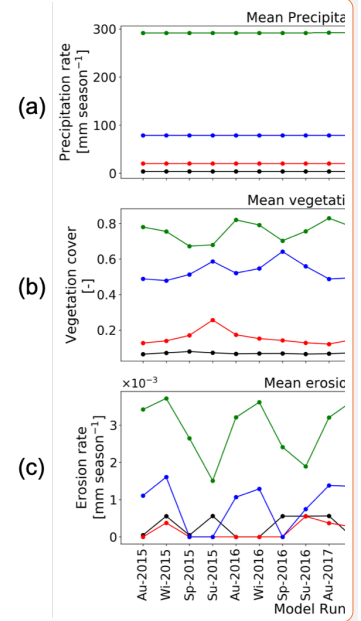 Mean Precipita
(a)
Precipitation rate
[mm season⁻¹]
300
200
100
0
Mean vegetati
(b)
Vegetation cover
[-]
0.8
0.6
0.4
0.2
×10⁻³
Mean erosio
(c)
Erosion rate
[mm season⁻¹]
3
2
1
0
Au-2015
Wi-2015
Sp-2015
Su-2015
Au-2016
Wi-2016
Sp-2016
Su-2016
Au-2017
Model Run